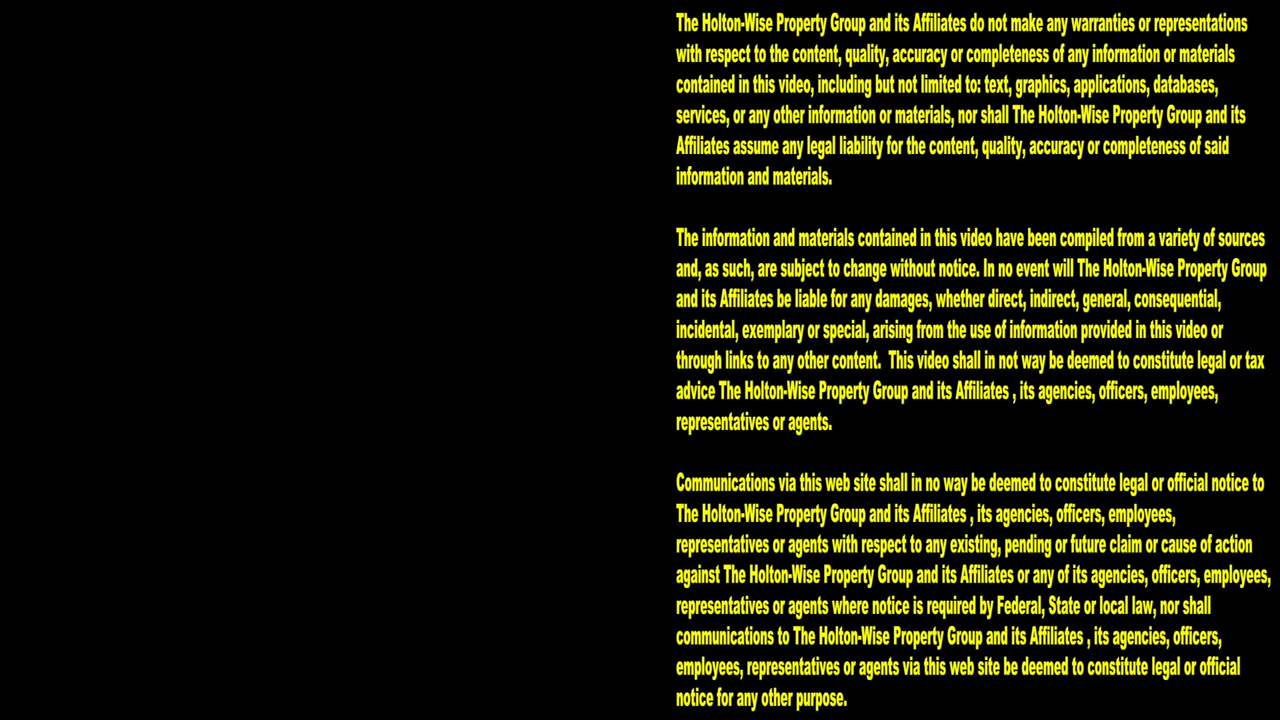 The Holton-Wise Property Group and its Affiliates do not make any warranties or representations
with respect to the content, quality, accuracy or completeness of any information or materials
contained in this video, including but not limited to: text, graphics, applications, databases,
services, or any other information or materials, nor shall The Holton-Wise Property Group and its
Affiliates assume any legal liability for the content, quality, accuracy or completeness of said
information and materials.
The information and materials contained in this video have been compiled from a variety of sources
and, as such, are subject to change without notice. In no event will The Holton-Wise Property Group
and its Affiliates be liable for any damages, whether direct, indirect, general, consequential,
incidental, exemplary or special, arising from the use of information provided in this video or
through links to any other content.  This video shall in not way be deemed to constitute legal or tax
advice The Holton-Wise Property Group and its Affiliates , its agencies, officers, employees,
representatives or agents.
Communications via this web site shall in no way be deemed to constitute legal or official notice to
The Holton-Wise Property Group and its Affiliates , its agencies, officers, employees,
representatives or agents with respect to any existing, pending or future claim or cause of action
against The Holton-Wise Property Group and its Affiliates or any of its agencies, officers, employees,
representatives or agents where notice is required by Federal, State or local law, nor shall
communications to The Holton-Wise Property Group and its Affiliates , its agencies, officers,
employees, representatives or agents via this web site be deemed to constitute legal or official
notice for any other purpose.